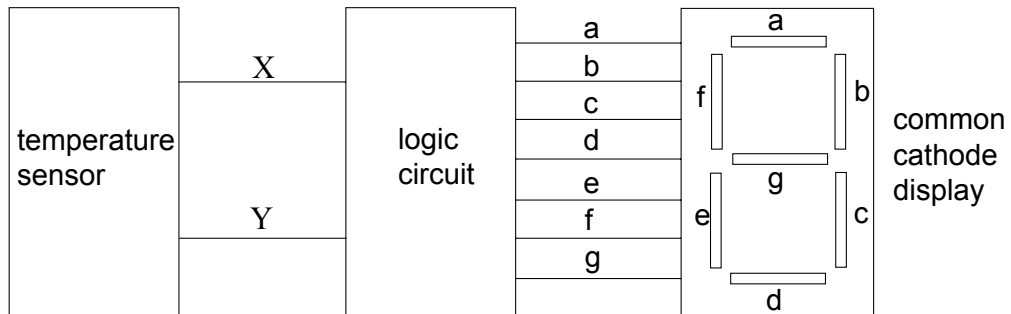 temperature
sensor
X
Y
logic
circuit
a
b
c
d
e
f
g
a
f
b
g
e
c
d
common
cathode
display